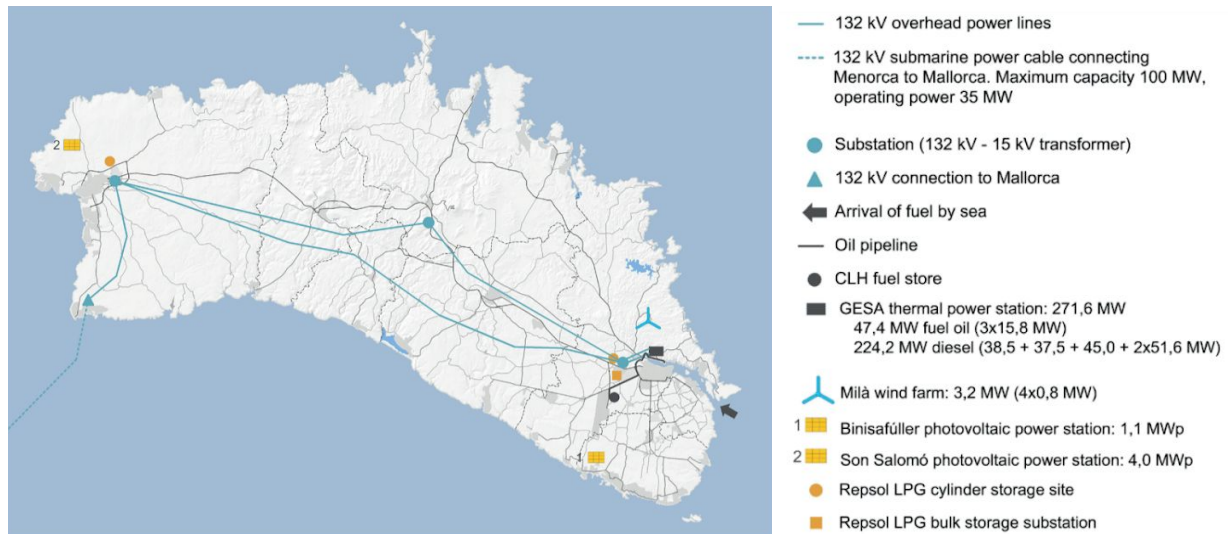 2
1
132 kV overhead power lines
132 kV submarine power cable connecting
Menorca to Mallorca. Maximum capacity 100 MW,
operating power 35 MW
Substation (132 kV - 15 kV transformer)
132 kV connection to Mallorca
Arrival of fuel by sea
Oil pipeline
CLH fuel store
GESA thermal power station: 271,6 MW
47,4 MW fuel oil (3x15,8 MW)
224,2 MW diesel (38,5 + 37,5 + 45,0 + 2x51,6 MW)
Milà wind farm: 3,2 MW (4x0,8 MW)
1 Binisafúller photovoltaic power station: 1,1 MWp
2 Son Salomó photovoltaic power station: 4,0 MWp
Repsol LPG cylinder storage site
Repsol LPG bulk storage substation